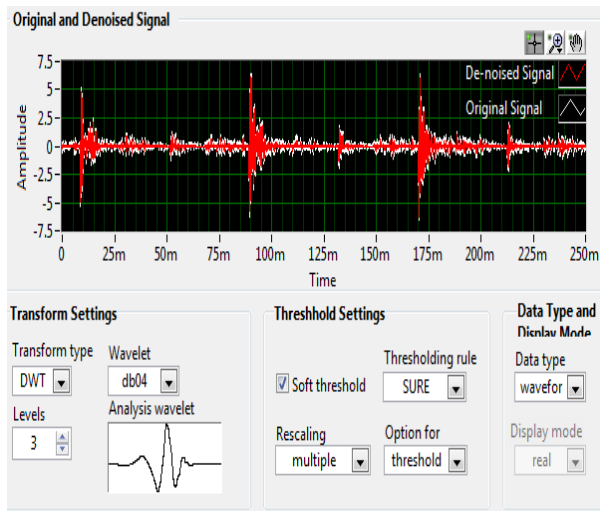 Original and Denoised Signal
De-noised Signal
Original Signal
Amplitude
7.5
5
2.5
0
-2.5
-5
-7.5
0 25m 50m 75m 100m 125m 150m 175m 200m 225m 250m
Time
Transform Settings
Transform type Wavelet
DWT db04
Levels Analysis wavelet
3
Threshhold Settings
Thresholding rule
Soft threshold SURE
Rescaling Option for
multiple threshold
Data Type and
Display Mode
Data type
wavefor
Display mode
real